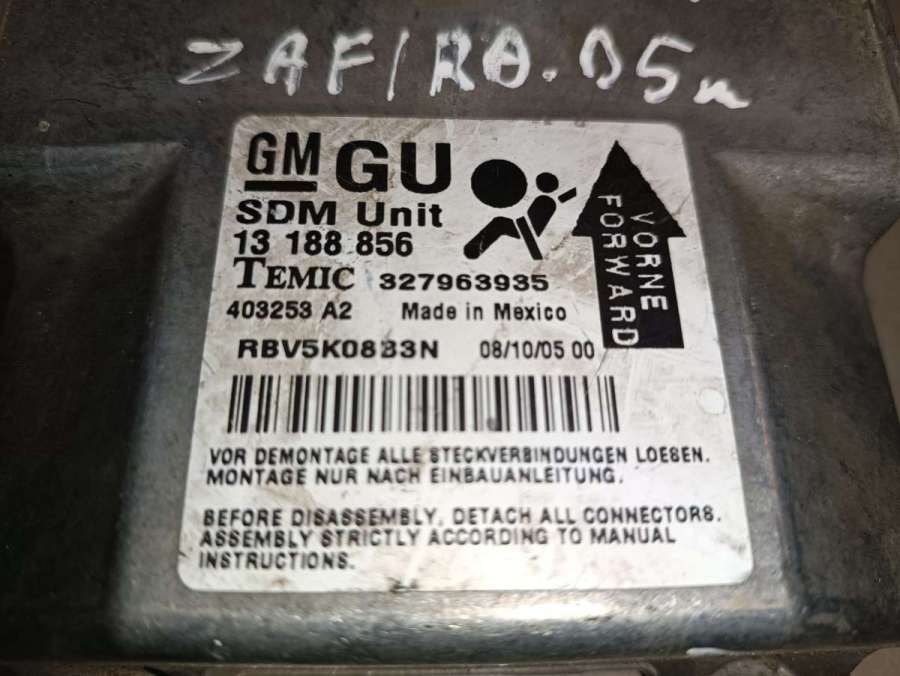 ZAFIRA.05м
GM GU
SDM Unit
13 188 856
TEMIC 327963935
403253 A2 Made in Mexico
RBV5K0833N 08/10/05 00
VORNE
FORWARD
VOR DEMONTAGE ALLE STECKVERBINDUNGEN LOESEN.
MONTAGE NUR NACH EINBAUANLEITUNG.
BEFORE DISASSEMBLY, DETACH ALL CONNECTORS.
ASSEMBLY STRICTLY ACCORDING TO MANUAL
INSTRUCTIONS.